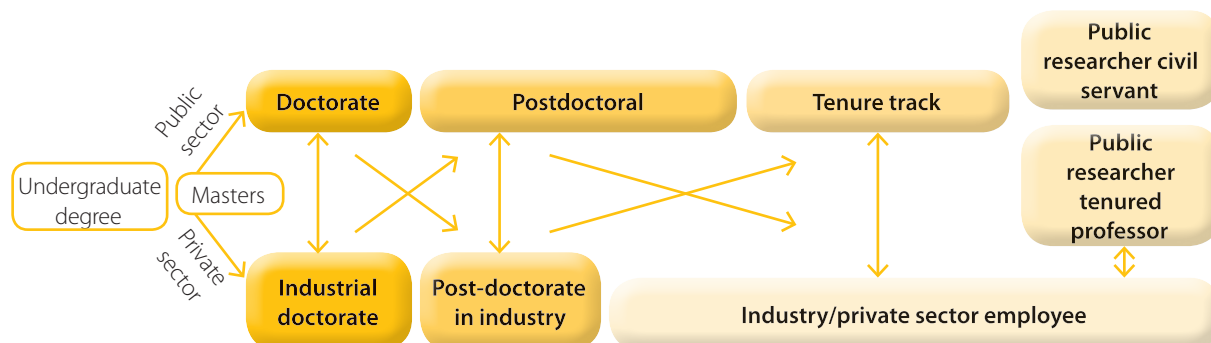 Undergraduate
degree
Public
sector
Masters
Private
sector
Doctorate
Postdoctoral
Tenure track
Public
researcher civil
servant
Public
researcher
tenured
professor
Industrial
doctorate
Post-doctorate
in industry
Industry/private sector employee